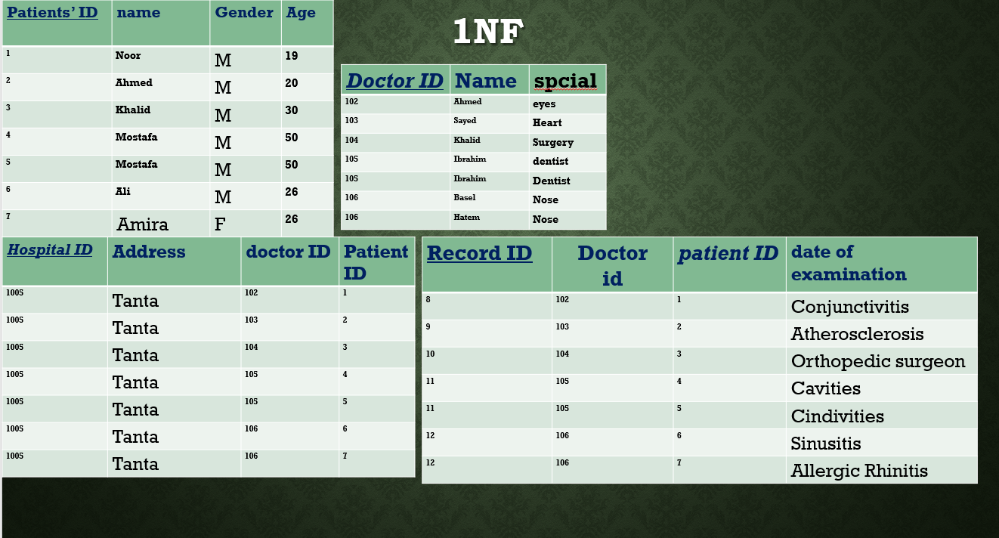 Patients’ ID name Gender Age
1 Noor M 19
2 Ahmed M 20
3 Khalid M 30
4 Mostafa M 50
5 Mostafa M 50
6 Ali M 26
7 Amira F 26
1NF
Doctor ID Name spcial
102 Ahmed eyes
103 Sayed Heart
104 Khalid Surgery
105 Ibrahim dentist
105 Ibrahim Dentist
106 Basel Nose
106 Hatem Nose
Hospital ID Address doctor ID Patient
ID
1005 Tanta 102 1
1005 Tanta 103 2
1005 Tanta 104 3
1005 Tanta 105 4
1005 Tanta 105 5
1005 Tanta 106 6
1005 Tanta 106 7
Record ID Doctor patient ID date of
id examination
8 102 1 Conjunctivitis
9 103 2 Atherosclerosis
10 104 3 Orthopedic surgeon
11 105 4 Cavities
11 105 5 Cindivities
12 106 6 Sinusitis
12 106 7 Allergic Rhinitis